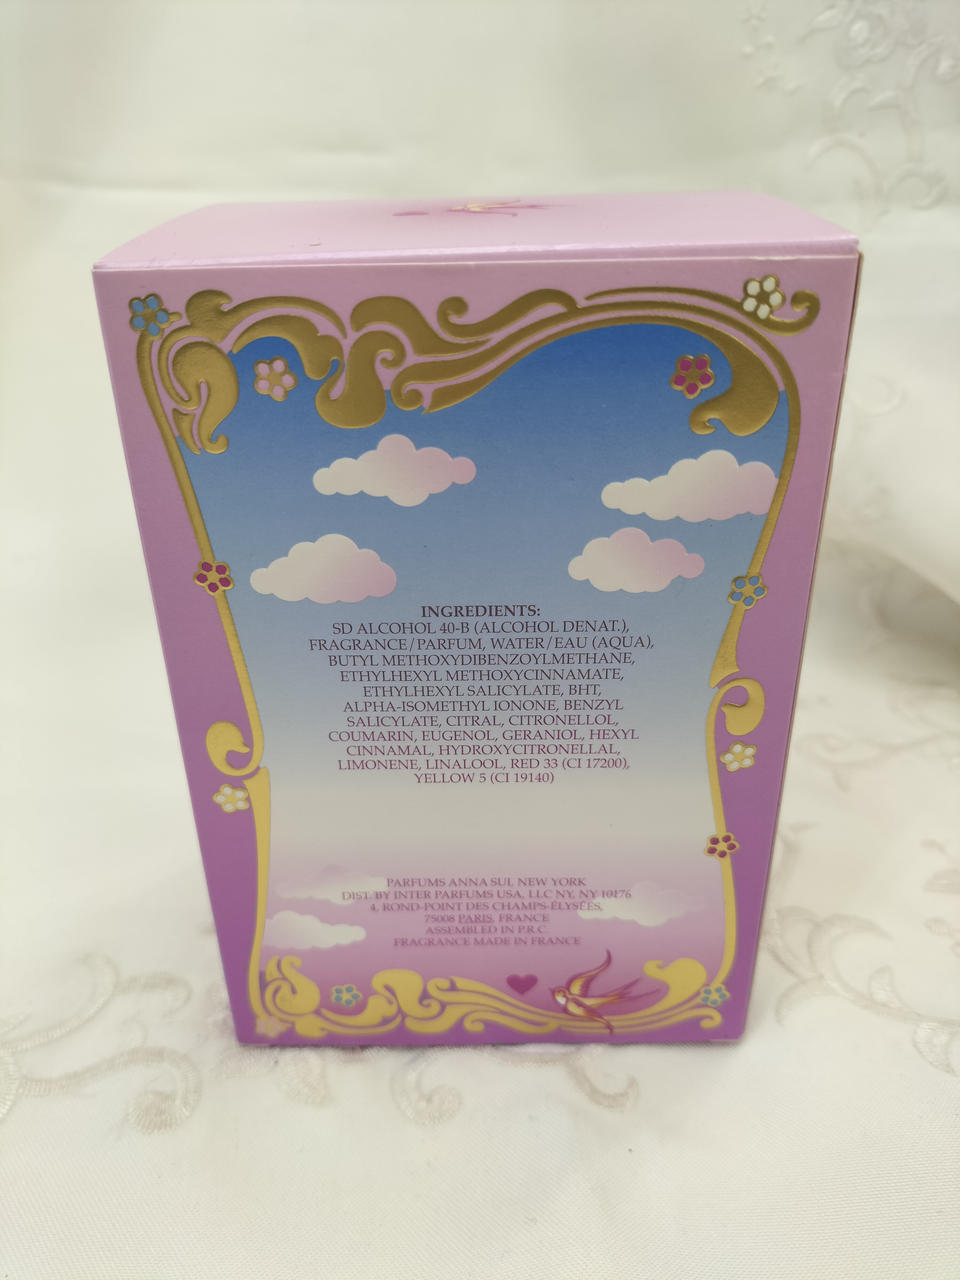 INGREDIENTS:
SD ALCOHOL 40-B (ALCOHOL DENAT.),
FRAGRANCE/PARFUM, WATER/EAU (AQUA),
BUTYL METHOXYDIBENZOYLMETHANE,
ETHYLHEXYL METHOXYCINNAMATE,
ETHYLHEXYL SALICYLATE, BHT,
ALPHA-ISOMETHYL IONONE, BENZYL
SALICYLATE, CITRAL, CITRONELLOL,
COUMARIN, EUGENOL, GERANIOL, HEXYL
CINNAMAL, HYDROXYCITRONELLAL,
LIMONENE, LINALOOL, RED 33 (CI 17200),
YELLOW 5 (CI 19140)
PARFUMS ANNA SUI, NEW YORK
DIST. BY INTER PARFUMS USA, LLC NY, NY 10176
4, ROND-POINT DES CHAMPS-ÉLYSÉES,
75008 PARIS, FRANCE
ASSEMBLED IN P.R.C.
FRAGRANCE MADE IN FRANCE